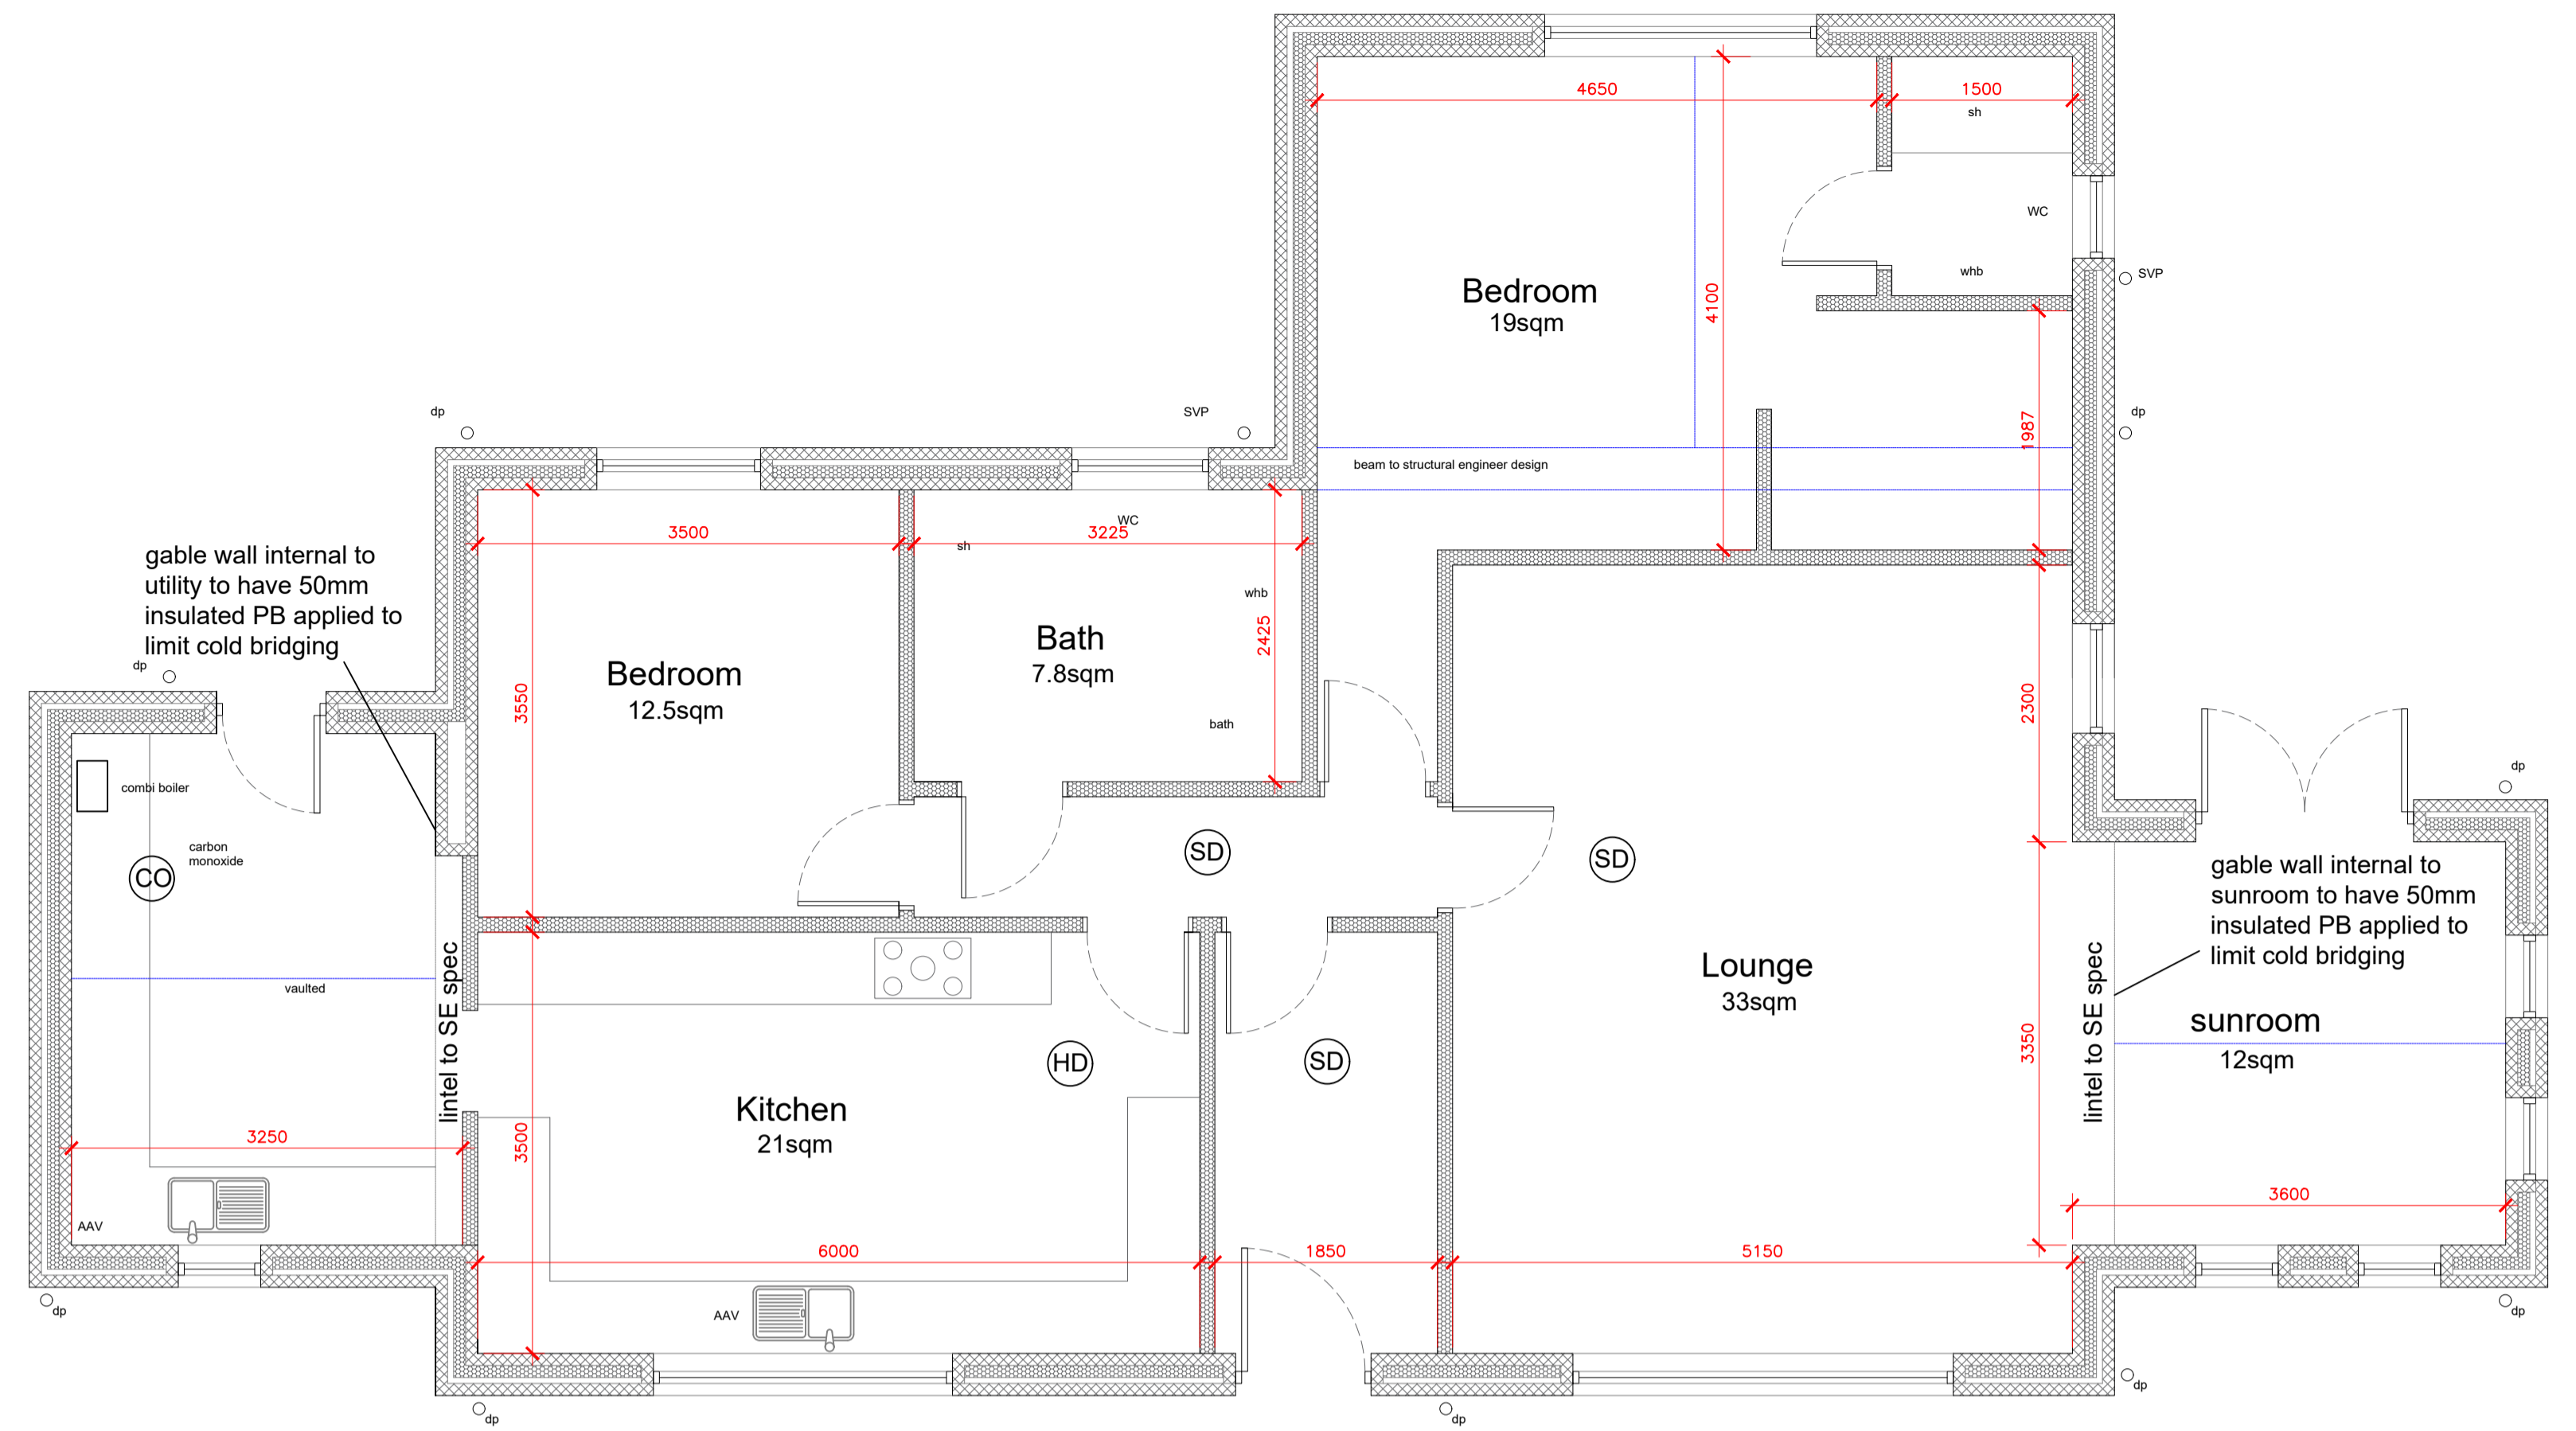 4650
1500
sh
WC
whb
SVP
Bedroom
19sqm
4100
1987
dp
beam to structural engineer design
dp
SVP
gable wall internal to
utility to have 50mm
insulated PB applied to
limit cold bridging
dp
3500
3225
WC
sh
whb
2425
Bath
7.8sqm
bath
Bedroom
12.5sqm
3550
2300
combi boiler
carbon
monoxide
CO
vaulted
lintel to SE spec
3250
AAV
dp
SD
SD
HD
SD
Kitchen
21sqm
3500
6000
AAV
dp
1850
Lounge
33sqm
5150
3350
dp
lintel to SE spec
dp
gable wall internal to
sunroom to have 50mm
insulated PB applied to
limit cold bridging
sunroom
12sqm
3600
dp
dp